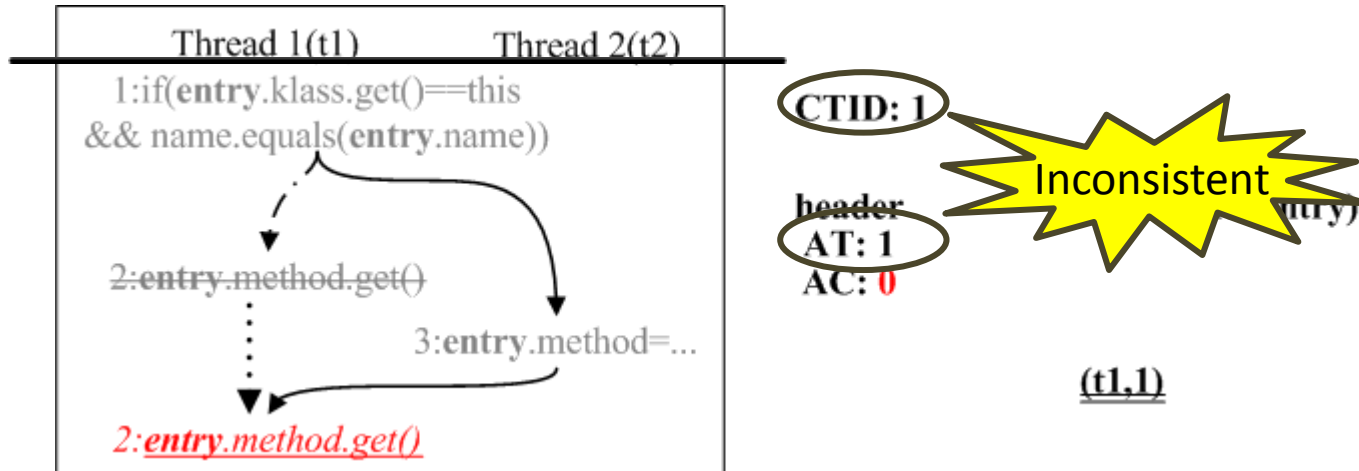 Thread 1(t1) Thread 2(t2)
1:if(entry.klass.get()==this
&& name.equals(entry.name))
2:entry.method.get()
3:entry.method=...
2:entry.method.get()
CTID: 1
Inconsistent
header
AT: 1
AC: 0
(t1,1)